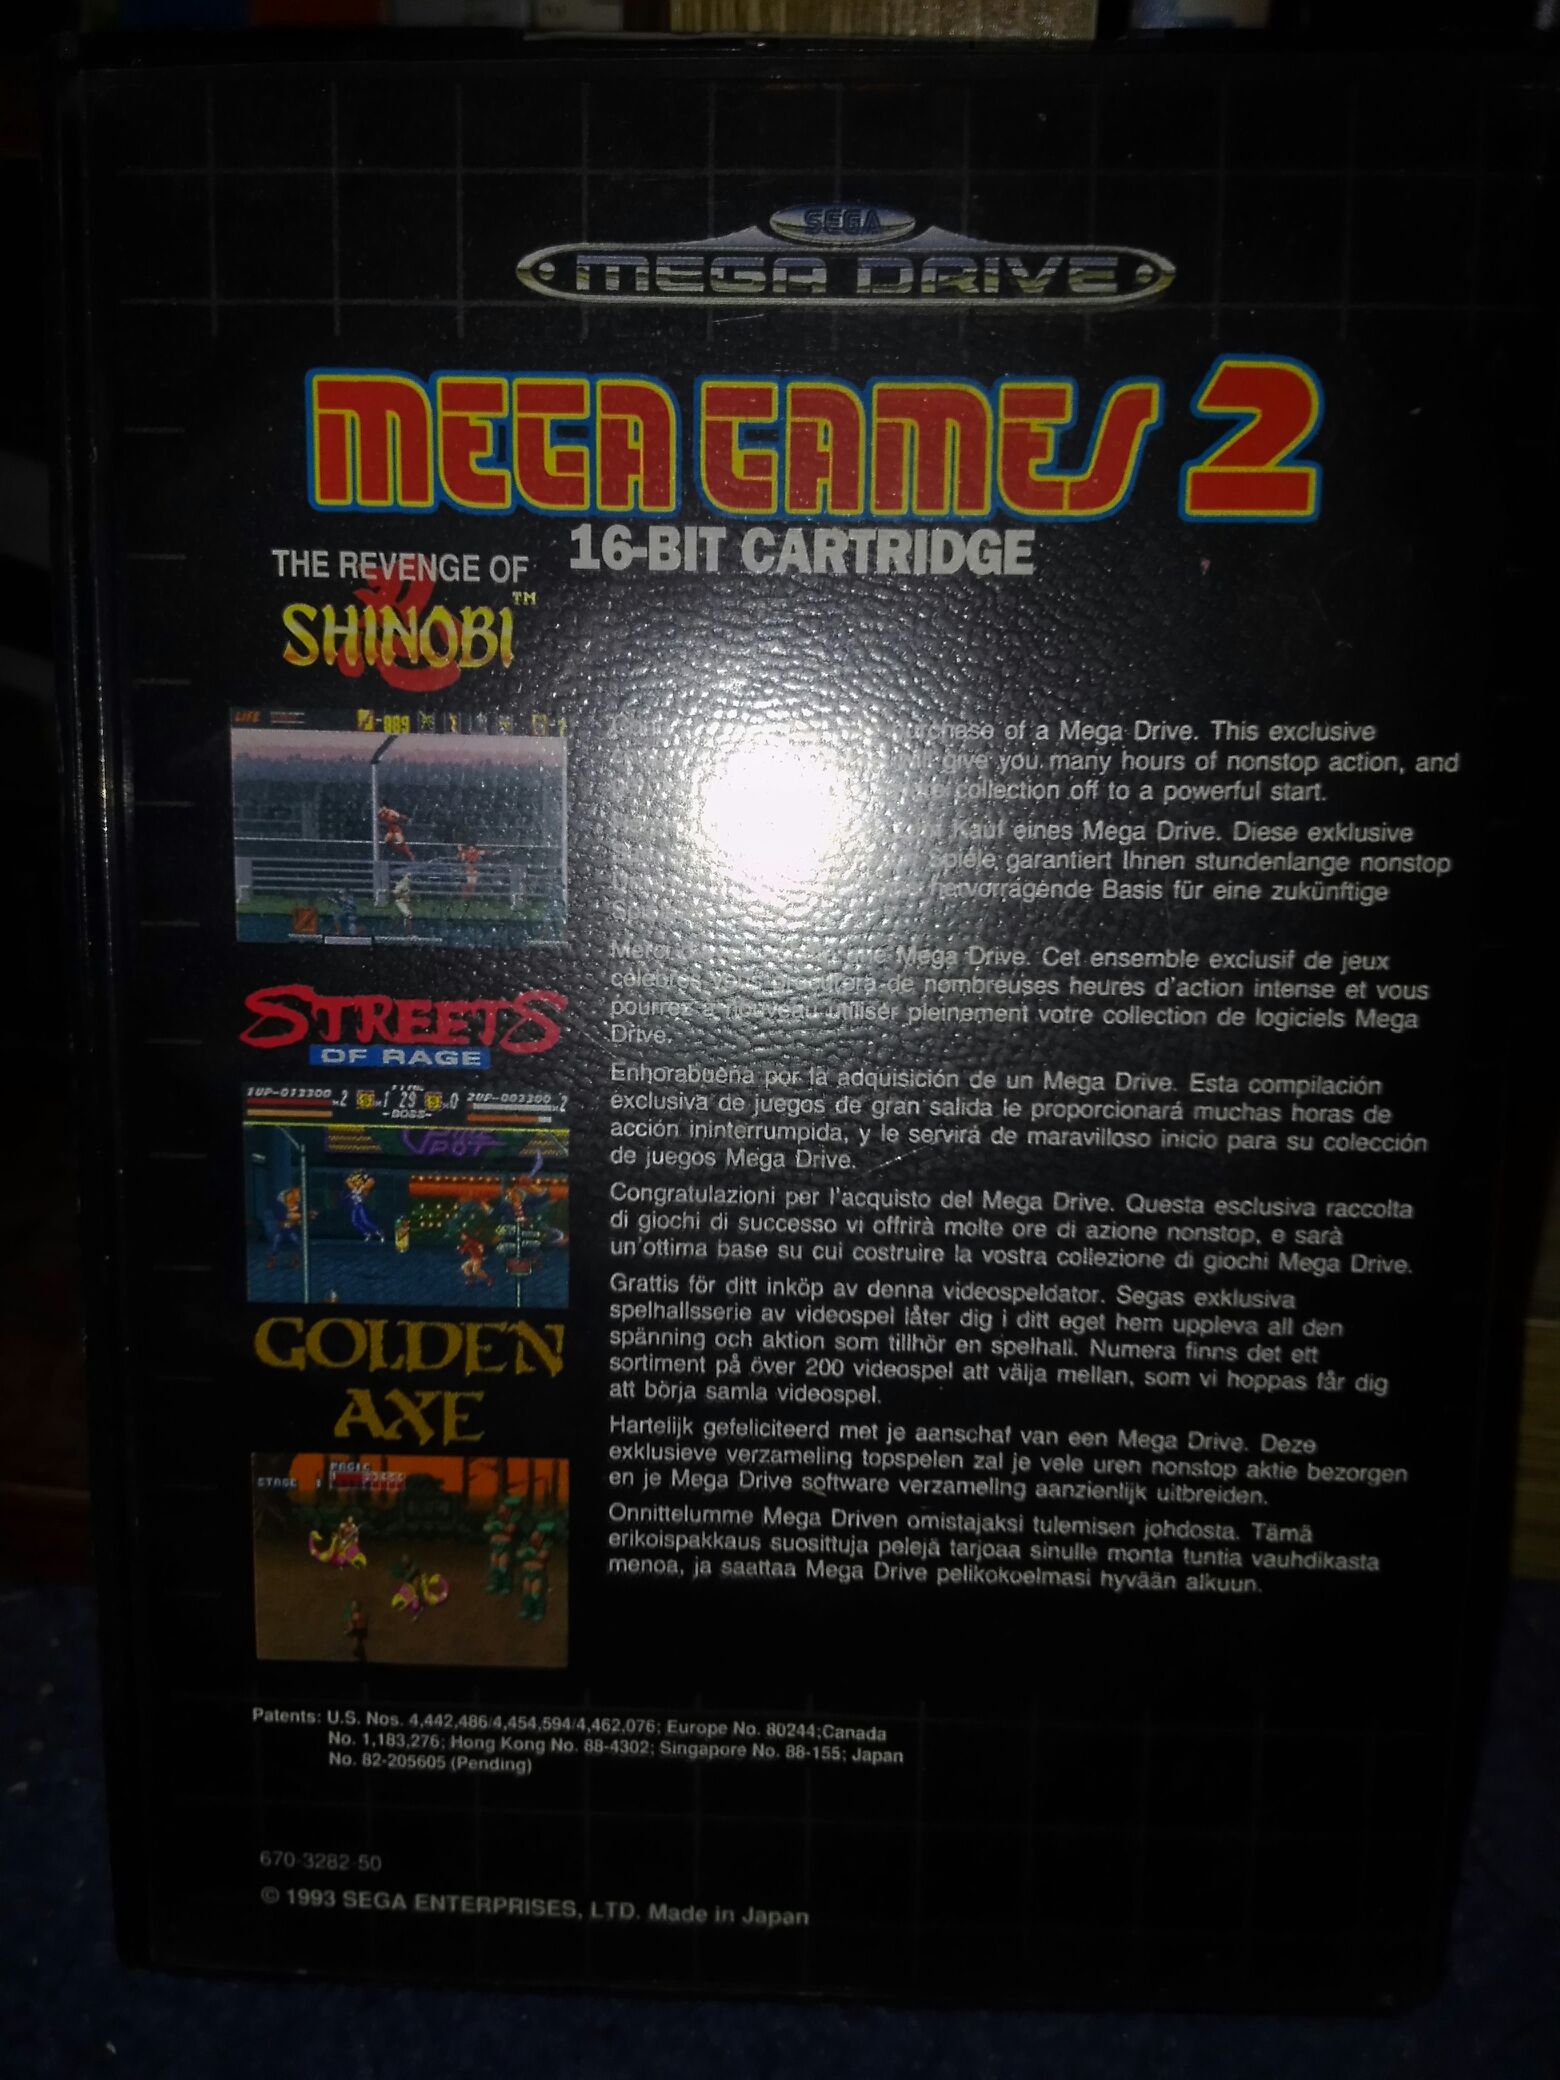 SEGA
MEGA DRIVE
MEGA GAMES 2
16-BIT CARTRIDGE
THE REVENGE OF
SHINOBI™
LIFE
STREETS
OF RAGE
BOSS
GOLDEN
AXE
STAGE 1 MAGIC
of a Mega Drive. This exclusive
give you many hours of nonstop action, and
collection off to a powerful start.
Kauf eines Mega Drive. Diese exklusive
Spiele garantiert Ihnen stundenlange nonstop
hervorragende Basis für eine zukünftige
Mega Drive. Cet ensemble exclusif de jeux
de nombreuses heures d'action intense et vous
pourrez à nouveau utiliser pleinement votre collection de logiciels Mega
Drive.
Enhorabuena por la adquisición de un Mega Drive. Esta compilación
exclusiva de juegos de gran salida le proporcionará muchas horas de
acción ininterrumpida, y le servirá de maravilloso inicio para su colección
de juegos Mega Drive.
Congratulazioni per l'acquisto del Mega Drive. Questa esclusiva raccolta
di giochi di successo vi offrirà molte ore di azione nonstop, e sarà
un'ottima base su cui costruire la vostra collezione di giochi Mega Drive.
Grattis för ditt inköp av denna videospeldator. Segas exklusiva
spelhallsserie av videospel låter dig i ditt eget hem uppleva all den
spänning och aktion som tillhör en spelhall. Numera finns det ett
sortiment på över 200 videospel att välja mellan, som vi hoppas får dig
att börja samla videospel.
Hartelijk gefeliciteerd met je aanschaf van een Mega Drive. Deze
exklusieve verzameling topspelen zal je vele uren nonstop aktie bezorgen
en je Mega Drive software verzameling aanzienlijk uitbreiden.
Onnittelumme Mega Driven omistajaksi tulemisen johdosta. Tämä
erikoispakkaus suosittuja pelejä tarjoaa sinulle monta tuntia vauhdikasta
menoa, ja saattaa Mega Drive pelikokoelmasi hyvään alkuun.
Patents: U.S. Nos. 4,442,486/4,454,594/4,462,076; Europe No. 80244;Canada
No. 1,183,276; Hong Kong No. 88-4302; Singapore No. 88-155; Japan
No. 82-205605 (Pending)
670-3282-50
© 1993 SEGA ENTERPRISES, LTD. Made in Japan